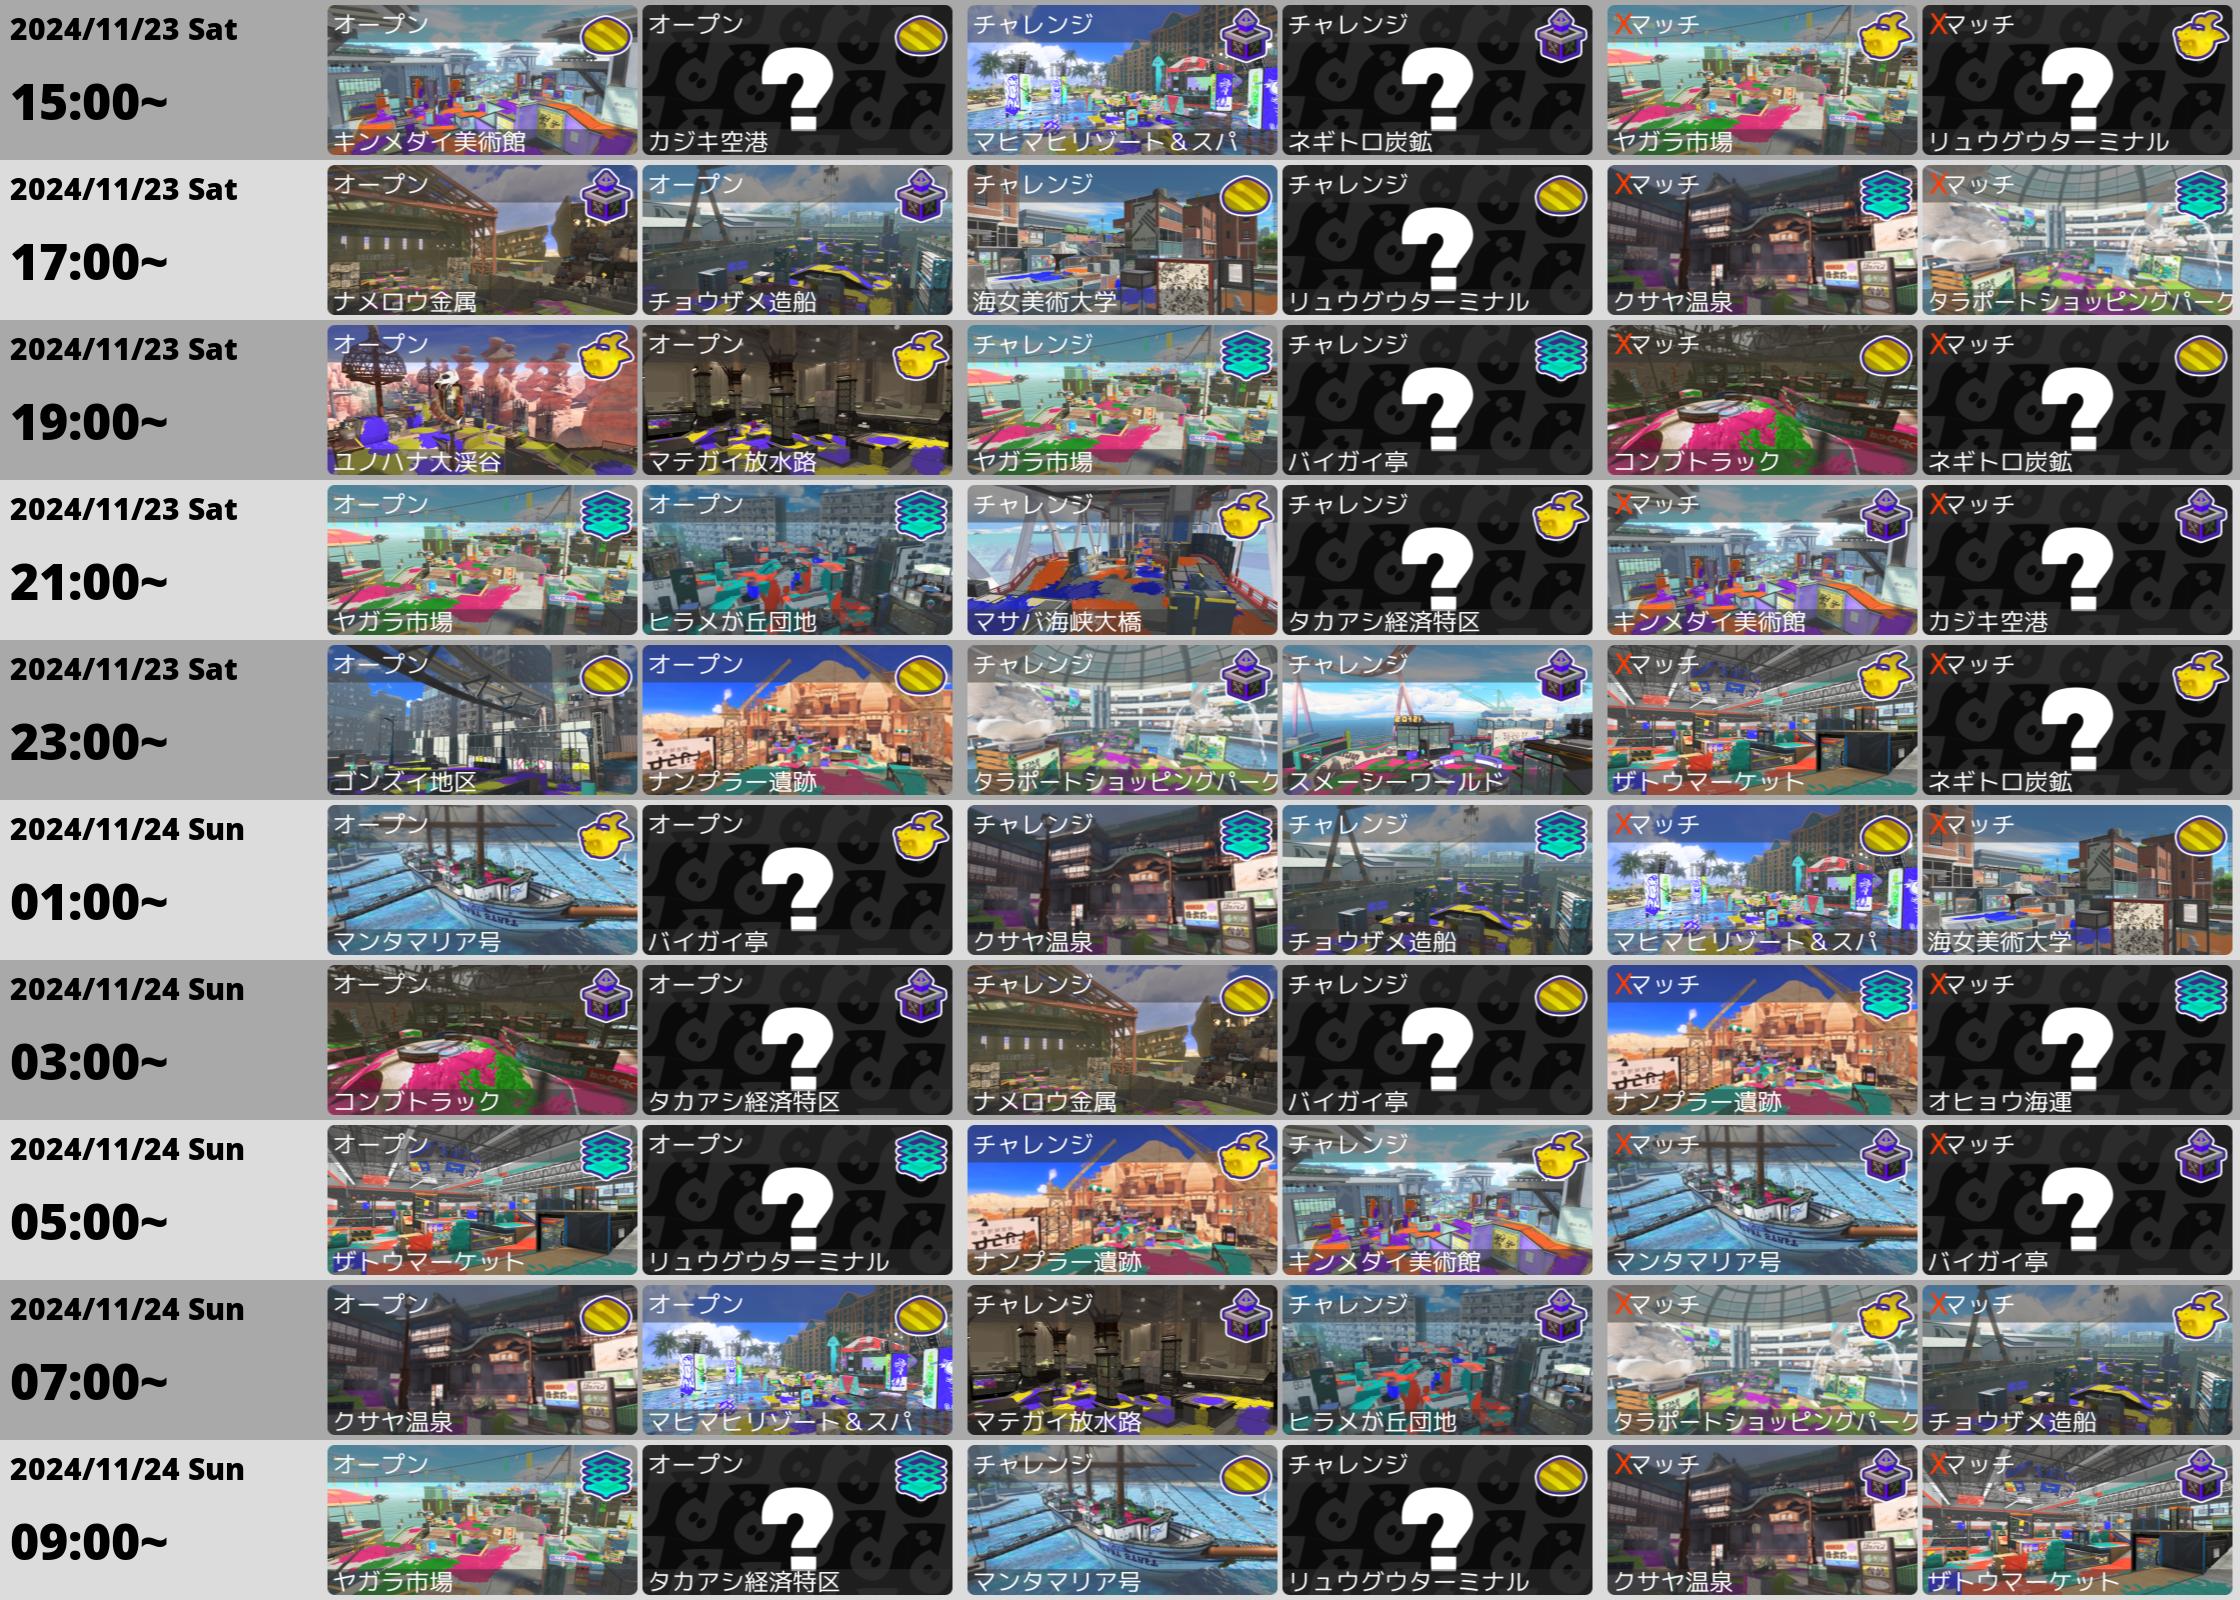 2024/11/23 Sat
15:00~
オープン
キンメダイ美術館
オープン
カジキ空港
チャレンジ
マヒマヒリゾート＆スパ
チャレンジ
ネギトロ炭鉱
Xマッチ
ヤガラ市場
Xマッチ
リュウグウターミナル
2024/11/23 Sat
17:00~
オープン
ナメロウ金属
オープン
チョウザメ造船
チャレンジ
海女美術大学
チャレンジ
リュウグウターミナル
Xマッチ
クサヤ温泉
Xマッチ
タラポートショッピングパーク
2024/11/23 Sat
19:00~
オープン
ユノハナ大渓谷
オープン
マテガイ放水路
チャレンジ
ヤガラ市場
チャレンジ
バイガイ亭
Xマッチ
コンブトラック
Xマッチ
ネギトロ炭鉱
2024/11/23 Sat
21:00~
オープン
ヤガラ市場
オープン
ヒラメが丘団地
チャレンジ
マサバ海峡大橋
チャレンジ
タカアシ経済特区
Xマッチ
キンメダイ美術館
Xマッチ
カジキ空港
2024/11/23 Sat
23:00~
オープン
ゴンズイ地区
オープン
ナンプラー遺跡
チャレンジ
タラポートショッピングパーク
チャレンジ
スメーシーワールド
Xマッチ
ザトウマーケット
Xマッチ
ネギトロ炭鉱
2024/11/24 Sun
01:00~
オープン
マンタマリア号
オープン
バイガイ亭
チャレンジ
クサヤ温泉
チャレンジ
チョウザメ造船
Xマッチ
マヒマヒリゾート＆スパ
Xマッチ
海女美術大学
2024/11/24 Sun
03:00~
オープン
コンブトラック
オープン
タカアシ経済特区
チャレンジ
ナメロウ金属
チャレンジ
バイガイ亭
Xマッチ
ナンプラー遺跡
Xマッチ
オヒョウ海運
2024/11/24 Sun
05:00~
オープン
ザトウマーケット
オープン
リュウグウターミナル
チャレンジ
ナンプラー遺跡
チャレンジ
キンメダイ美術館
Xマッチ
マンタマリア号
Xマッチ
バイガイ亭
2024/11/24 Sun
07:00~
オープン
クサヤ温泉
オープン
マヒマヒリゾート＆スパ
チャレンジ
マテガイ放水路
チャレンジ
ヒラメが丘団地
Xマッチ
タラポートショッピングパーク
Xマッチ
チョウザメ造船
2024/11/24 Sun
09:00~
オープン
ヤガラ市場
オープン
タカアシ経済特区
チャレンジ
マンタマリア号
チャレンジ
リュウグウターミナル
Xマッチ
クサヤ温泉
Xマッチ
ザトウマーケット